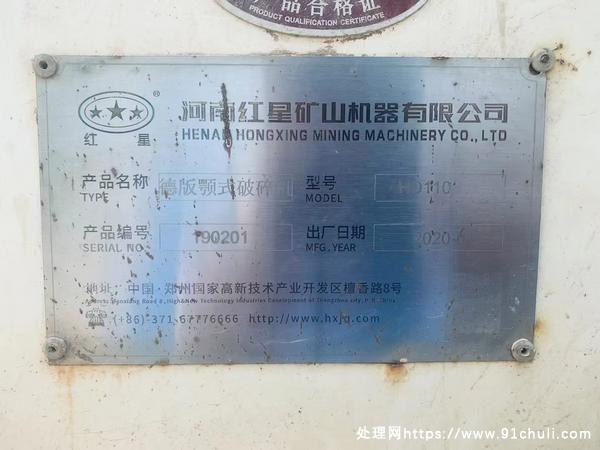 产品合格证
PRODUCT QUALIFICATION CERTIFICATE
®
红 星
河南红星矿山机器有限公司
HENAN HONGXING MINING MACHINERY CO.,LTD
产品名称 德版颚式破碎
TYPE
型号 HD110
MODEL
产品编号 190201
SERIAL NO.
出厂日期 2020-
MFG.YEAR
地址：中国·郑州国家高新技术产业开发区檀香路8号
(+86)-371-67776666 http://www.hxjq.com
处理网https://www.91chuli.com